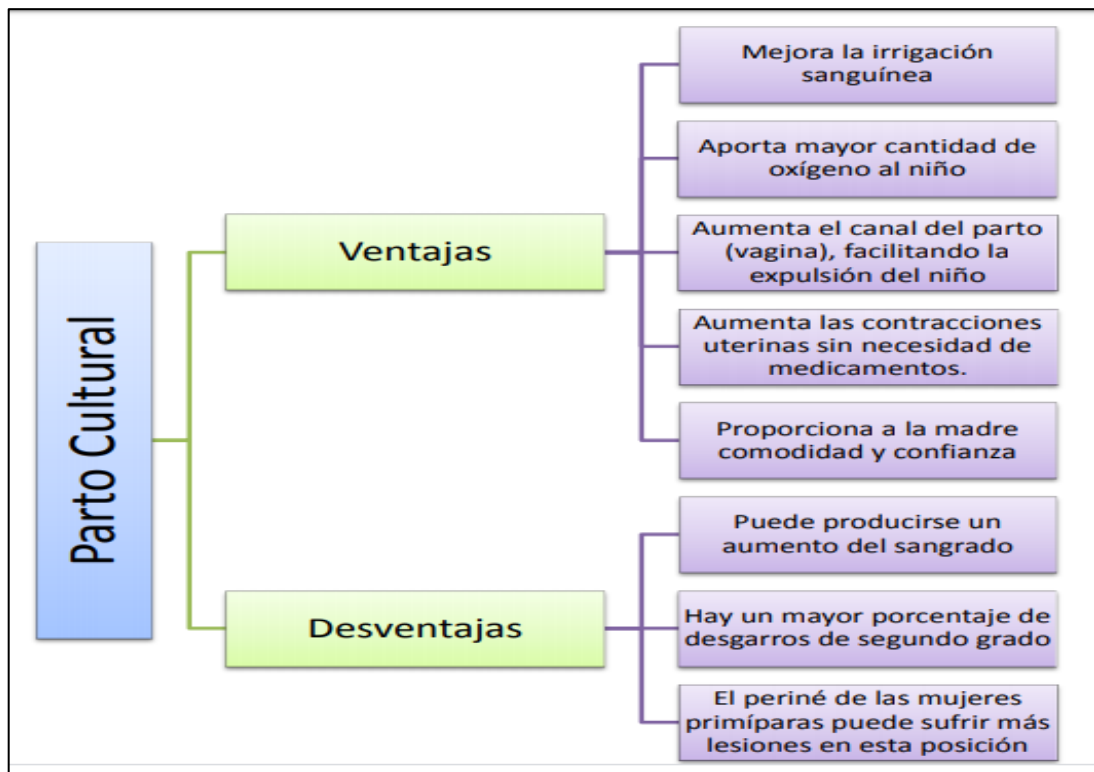 Parto Cultural
Ventajas
Mejora la irrigación
sanguínea
Aporta mayor cantidad de
oxígeno al niño
Aumenta el canal del parto
(vagina), facilitando la
expulsión del niño
Aumenta las contracciones
uterinas sin necesidad de
medicamentos.
Proporciona a la madre
comodidad y confianza
Desventajas
Puede producirse un
aumento del sangrado
Hay un mayor porcentaje de
desgarros de segundo grado
El periné de las mujeres
primíparas puede sufrir más
lesiones en esta posición